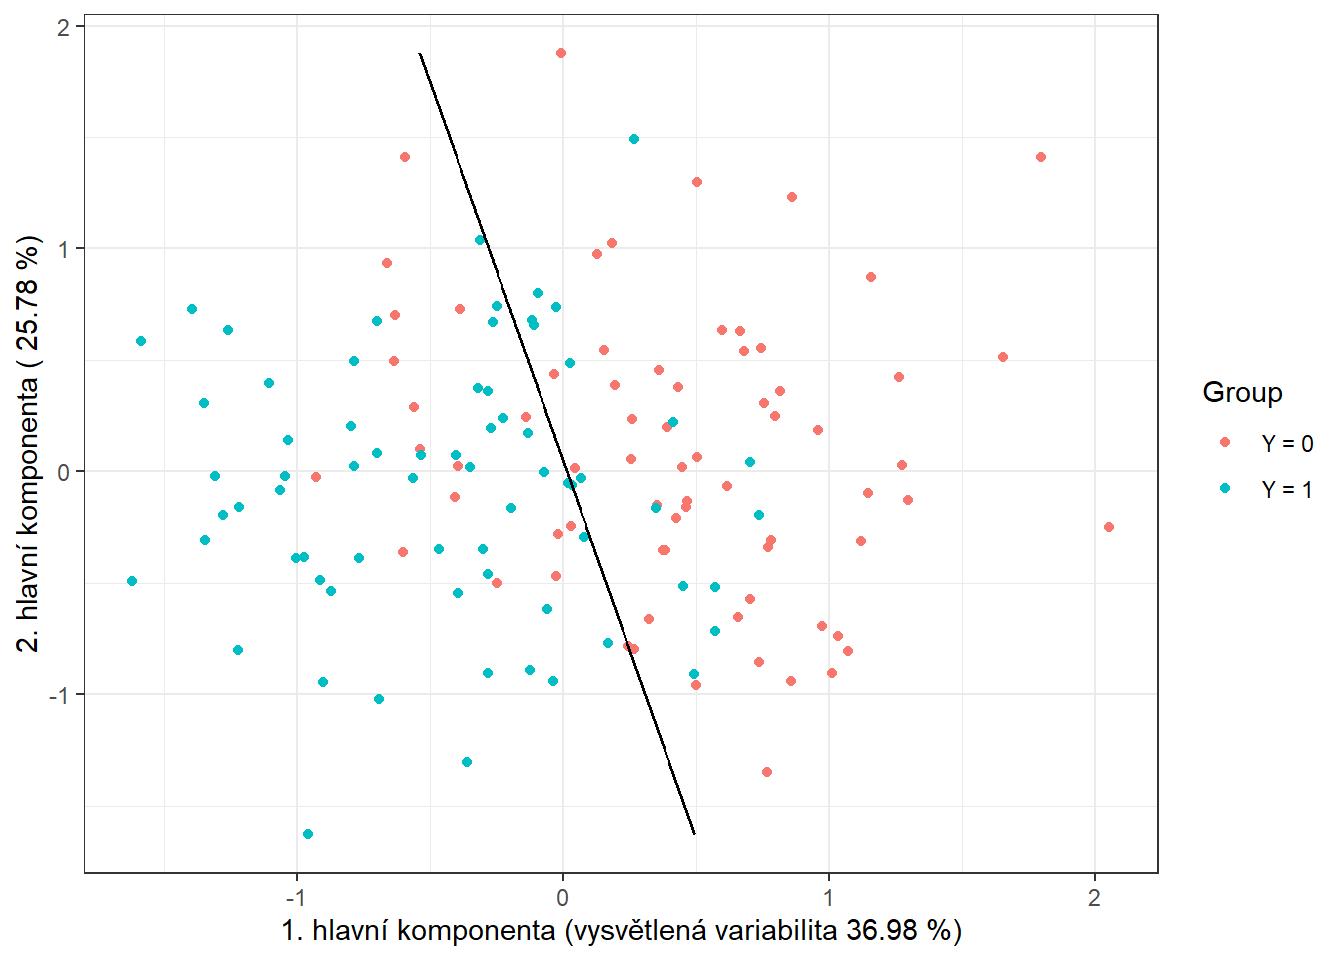 2
1
0
-1
2. hlavní komponenta ( 25.78 %)
-1
0
1
2
1. hlavní komponenta (vysvětlená variabilita 36.98 %)
Group
Y = 0
Y = 1